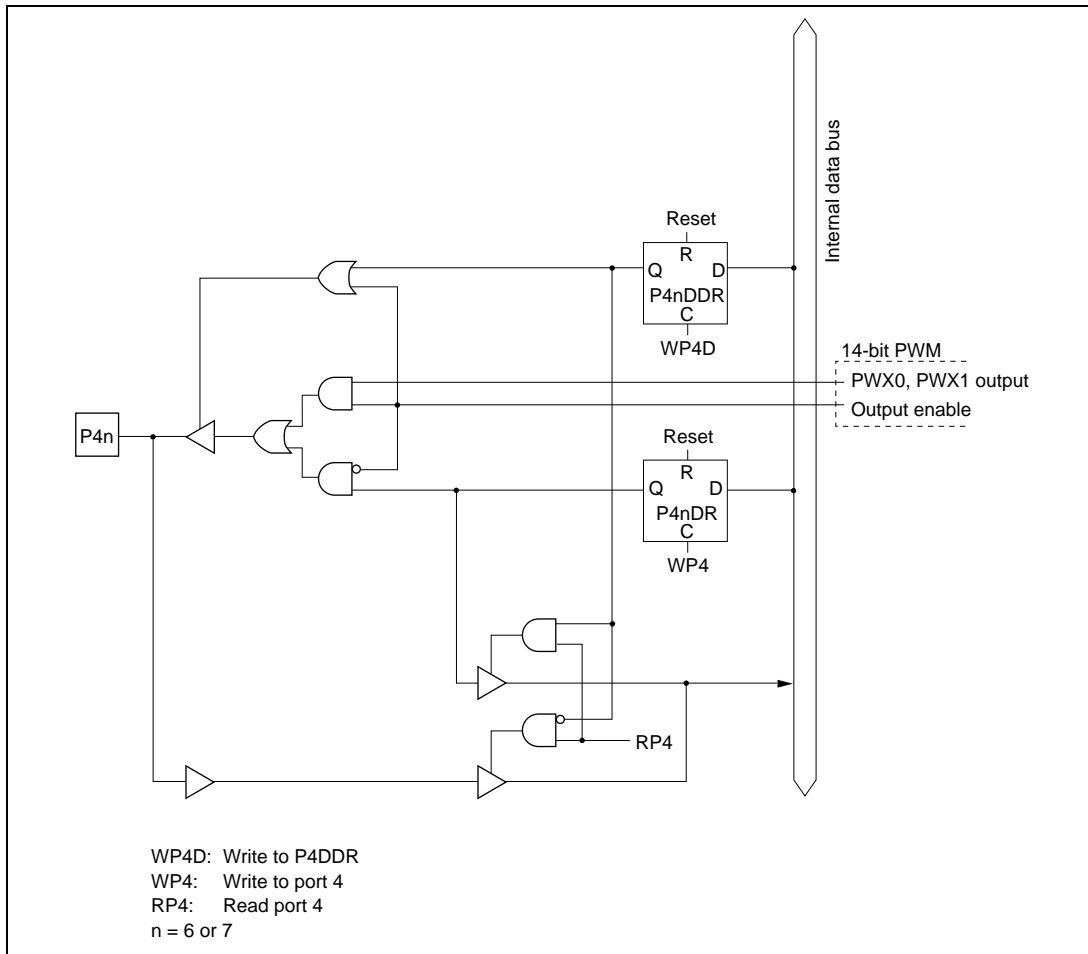 Internal data bus
Reset
R
Q D
P4nDDR
C
WP4D
14-bit PWM
PWX0, PWX1 output
Output enable
P4n
Reset
R
Q D
P4nDR
C
WP4
RP4
WP4D: Write to P4DDR
WP4: Write to port 4
RP4: Read port 4
n = 6 or 7